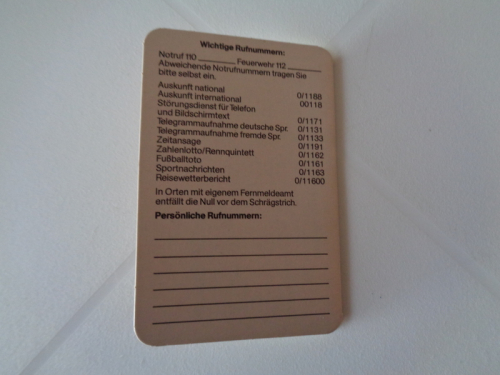 Wichtige Rufnummern:
Notruf 110 ________ Feuerwehr 112 ________
Abweichende Notrufnummern tragen Sie
bitte selbst ein.
Auskunft national 0/1188
Auskunft international 00118
Störungsdienst für Telefon
und Bildschirmtext 0/1171
Telegrammaufnahme deutsche Spr. 0/1131
Telegrammaufnahme fremde Spr. 0/1133
Zeitansage 0/1191
Zahlenlotto/Rennquintett 0/1162
Fußballtoto 0/1161
Sportnachrichten 0/1163
Reisewetterbericht 0/11600
In Orten mit eigenem Fernmeldeamt
entfällt die Null vor dem Schrägstrich.
Persönliche Rufnummern: